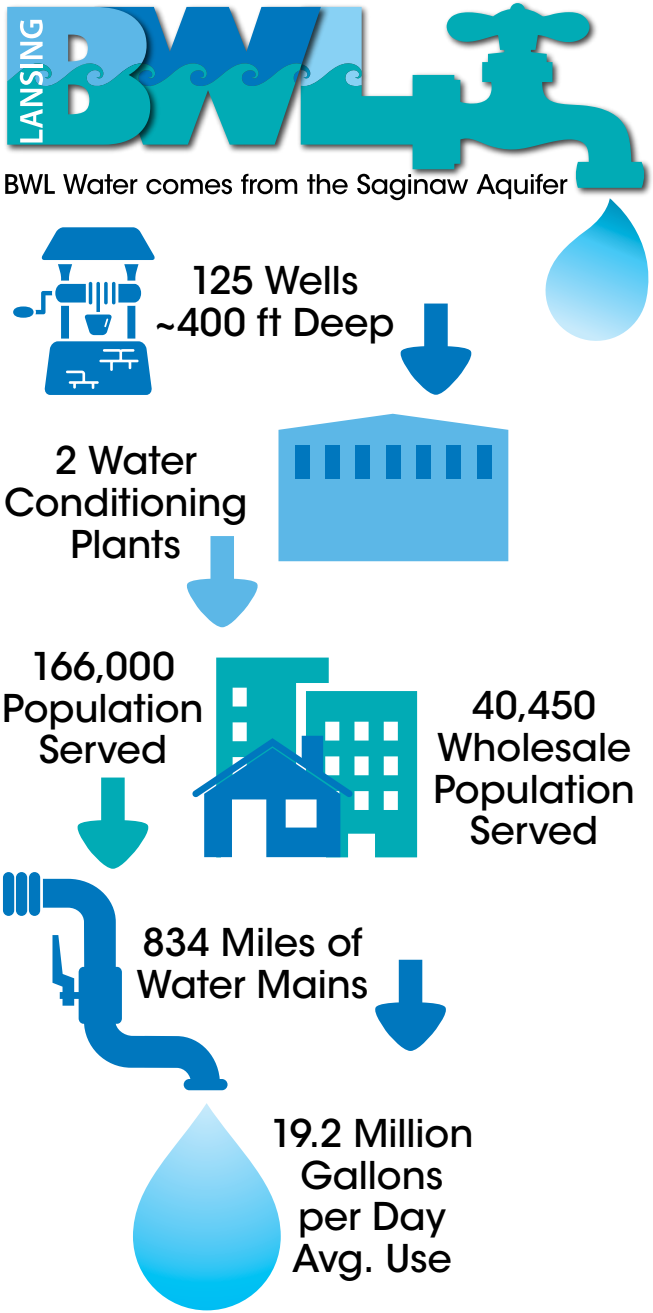 LANSING
BWL
BWL Water comes from the Saginaw Aquifer
125 Wells
~400 ft Deep
2 Water
Conditioning
Plants
166,000
Population
Served
40,450
Wholesale
Population
Served
834 Miles of
Water Mains
19.2 Million
Gallons
per Day
Avg. Use